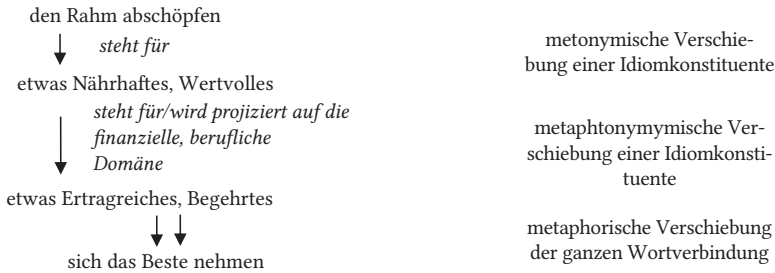 den Rahm abschöpfen
steht für
etwas Nährhaftes, Wertvolles
steht für/wird projiziert auf die
finanzielle, berufliche
Domäne
etwas Ertragreiches, Begehrtes
sich das Beste nehmen
metonymische Verschie-
bung einer Idiomkonstituente
metaphtonymymische Ver-
schiebung einer Idiomkonsti-
tuente
metaphorische Verschiebung
der ganzen Wortverbindung